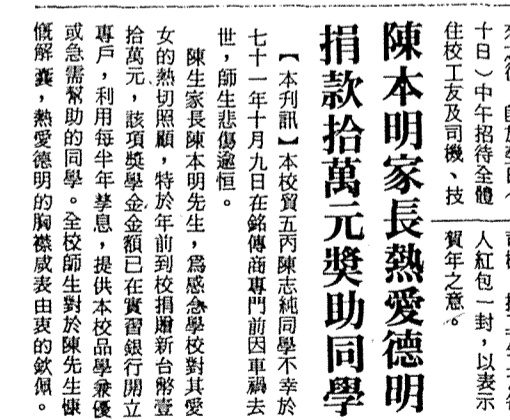 十日）中午招待全體
住校工友及司機、技
人紅包一封，以表示
賀年之意。
陳本明家長熱愛德明
捐款拾萬元獎助同學
【本刊訊】本校貿五丙陳志純同學不幸於
七十一年十月九日在銘傳商專門前因車禍去
世，師生悲傷逾恒。
陳生家長陳本明先生，爲感念學校對其愛
女的熱切照顧，特於年前到校捐贈新台幣壹
拾萬元，該項獎學金金額已在實習銀行開立
專戶，利用每半年孳息，提供本校品學兼優
或急需幫助的同學。全校師生對於陳先生慷
慨解囊，熱愛德明的胸襟咸表由衷的欽佩。